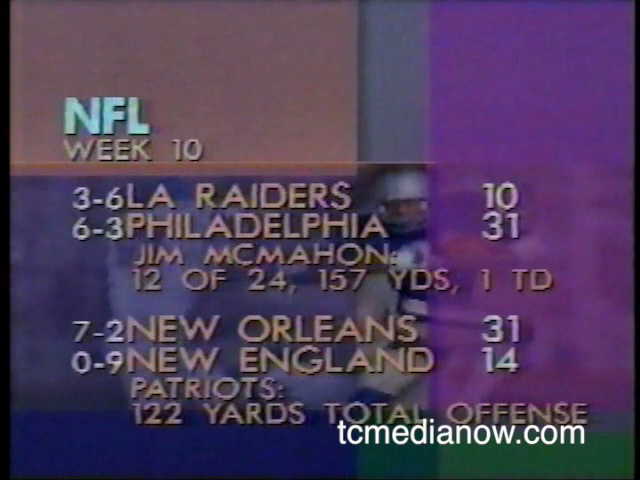 NFL
WEEK 10
3-6 LA RAIDERS 10
6-3 PHILADELPHIA 31
JIM MCMAHON:
12 OF 24, 157 YDS, 1 TD
7-2 NEW ORLEANS 31
0-9 NEW ENGLAND 14
PATRIOTS:
122 YARDS TOTAL OFFENSE
tcmedianow.com